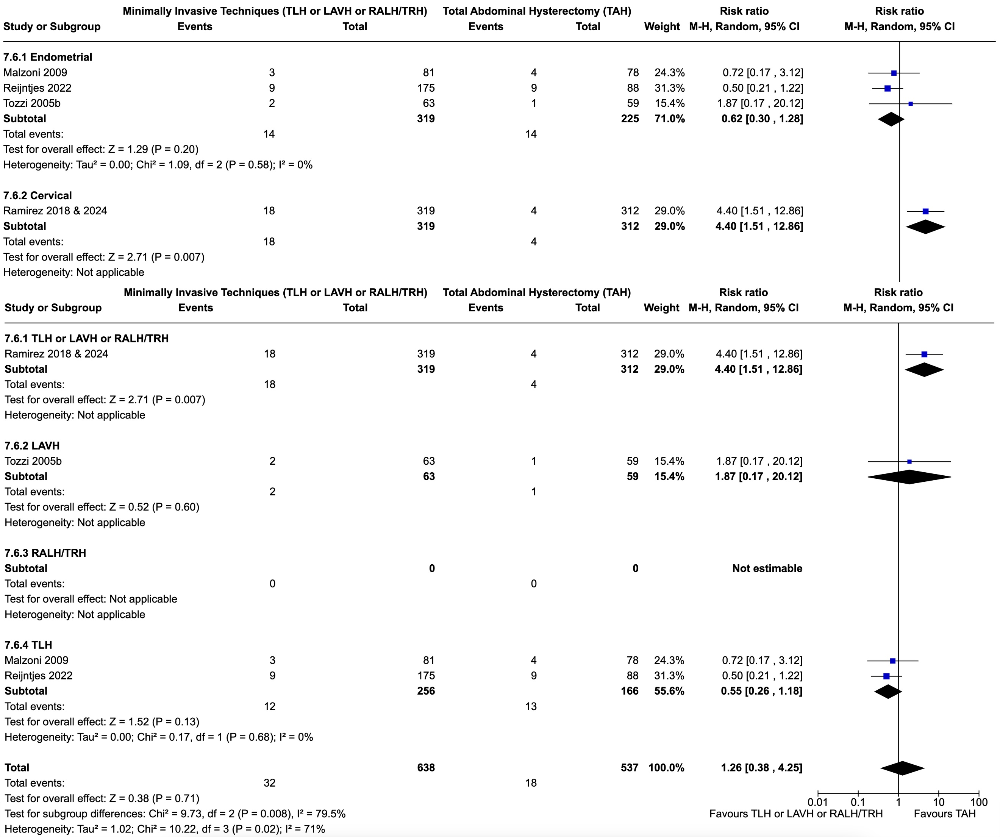 Minimally Invasive Techniques (TLH or LAVH or RALH/TRH) Total Abdominal Hysterectomy (TAH) Risk ratio Risk ratio
Study or Subgroup Events Total Events Total Weight M-H, Random, 95% CI M-H, Random, 95% CI
7.6.1 Endometrial
Malzoni 2009 3 81 4 78 24.3% 0.72 [0.17 , 3.12]
Reijntjes 2022 9 175 9 88 31.3% 0.50 [0.21 , 1.22]
Tozzi 2005b 2 63 1 59 15.4% 1.87 [0.17 , 20.12]
Subtotal 319 225 71.0% 0.62 [0.30 , 1.28]
Total events: 14 14
Test for overall effect: Z = 1.29 (P = 0.20)
Heterogeneity: Tau² = 0.00; Chi² = 1.09, df = 2 (P = 0.58); I² = 0%
7.6.2 Cervical
Ramirez 2018 & 2024 18 319 4 312 29.0% 4.40 [1.51 , 12.86]
Subtotal 319 312 29.0% 4.40 [1.51 , 12.86]
Total events: 18 4
Test for overall effect: Z = 2.71 (P = 0.007)
Heterogeneity: Not applicable
Minimally Invasive Techniques (TLH or LAVH or RALH/TRH) Total Abdominal Hysterectomy (TAH) Risk ratio Risk ratio
Study or Subgroup Events Total Events Total Weight M-H, Random, 95% CI M-H, Random, 95% CI
7.6.1 TLH or LAVH or RALH/TRH
Ramirez 2018 & 2024 18 319 4 312 29.0% 4.40 [1.51 , 12.86]
Subtotal 319 312 29.0% 4.40 [1.51 , 12.86]
Total events: 18 4
Test for overall effect: Z = 2.71 (P = 0.007)
Heterogeneity: Not applicable
7.6.2 LAVH
Tozzi 2005b 2 63 1 59 15.4% 1.87 [0.17 , 20.12]
Subtotal 63 59 15.4% 1.87 [0.17 , 20.12]
Total events: 2 1
Test for overall effect: Z = 0.52 (P = 0.60)
Heterogeneity: Not applicable
7.6.3 RALH/TRH
Subtotal 0 0 Not estimable
Total events: 0 0
Test for overall effect: Not applicable
Heterogeneity: Not applicable
7.6.4 TLH
Malzoni 2009 3 81 4 78 24.3% 0.72 [0.17 , 3.12]
Reijntjes 2022 9 175 9 88 31.3% 0.50 [0.21 , 1.22]
Subtotal 256 166 55.6% 0.55 [0.26 , 1.18]
Total events: 12 13
Test for overall effect: Z = 1.52 (P = 0.13)
Heterogeneity: Tau² = 0.00; Chi² = 0.17, df = 1 (P = 0.68); I² = 0%
Total 638 537 100.0% 1.26 [0.38 , 4.25]
Total events: 32 18
Test for overall effect: Z = 0.38 (P = 0.71) 0.01 0.1 1 10 100
Test for subgroup differences: Chi² = 9.73, df = 2 (P = 0.008), I² = 79.5% Favours TLH or LAVH or RALH/TRH Favours TAH
Heterogeneity: Tau² = 1.02; Chi² = 10.22, df = 3 (P = 0.02); I² = 71%